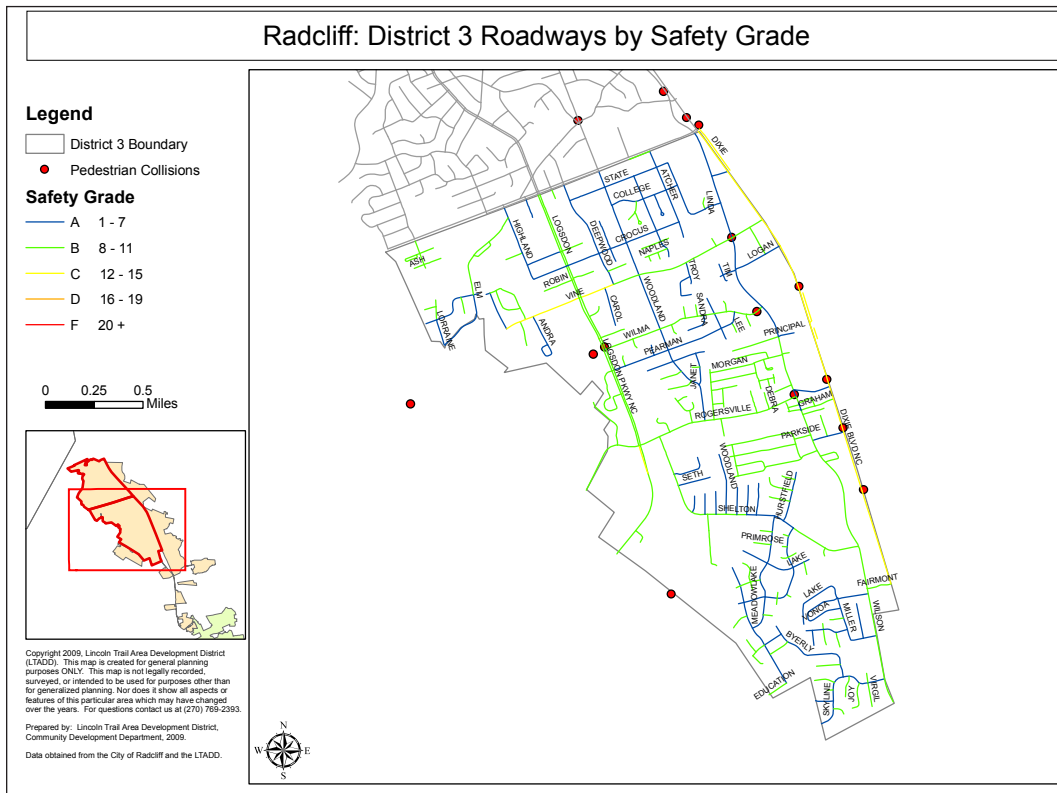 Radcliff: District 3 Roadways by Safety Grade
Legend
District 3 Boundary
Pedestrian Collisions
Safety Grade
A 1 - 7
B 8 - 11
C 12 - 15
D 16 - 19
F 20 +
0 0.25 0.5
Miles
Copyright 2009, Lincoln Trail Area Development District
(LTADD). This map is created for general planning
purposes ONLY. This map is not legally recorded,
surveyed, or intended to be used for purposes other than
for generalized planning. Nor does it show all aspects or
features of this particular area which may have changed
over the years. For questions contact us at (270) 769-2393.
Prepared by: Lincoln Trail Area Development District,
Community Development Department, 2009.
Data obtained from the City of Radcliff and the LTADD.
N
W
E
S
DIXIE
STATE
ATCHER
COLLEGE
LINDA
HIGHLAND
LOGSDON
DEEPWOOD
CROCUS
NAPLES
LOGAN
ASH
ROBIN
TROY
TIM
ELM
VINE
CAROL
WOODLAND
SANDRA
LORRAINE
ANDRA
WILMA
LEE
PRINCIPAL
PEARMAN
LOGSDON PKWY NC
JANET
MORGAN
DEBRA
GRAHAM
ROGERSVILLE
PARKSIDE
DIXIE BLVD NC
WOODLAND
SETH
HURSTFIELD
SHELTON
PRIMROSE
LAKE
MEADOWLAKE
LAKE
FAIRMONT
NONDA
MILLER
WILSON
BYERLY
EDUCATION
SKYLINE
JOY
VIRGIL